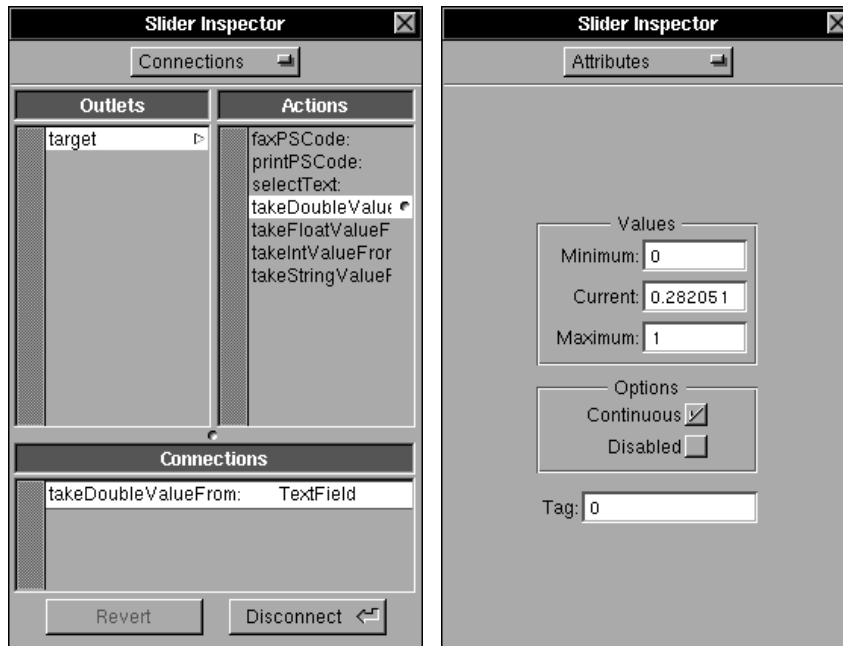 Slider Inspector
Connections
Outlets
Actions
target
faxPSCode:
printPSCode:
selectText:
takeDoubleValue
takeFloatValueF
takeIntValueFror
takeStringValueF
Connections
takeDoubleValueFrom: TextField
Revert
Disconnect
Slider Inspector
Attributes
Values
Minimum: 0
Current: 0.282051
Maximum: 1
Options
Continuous
Disabled
Tag: 0